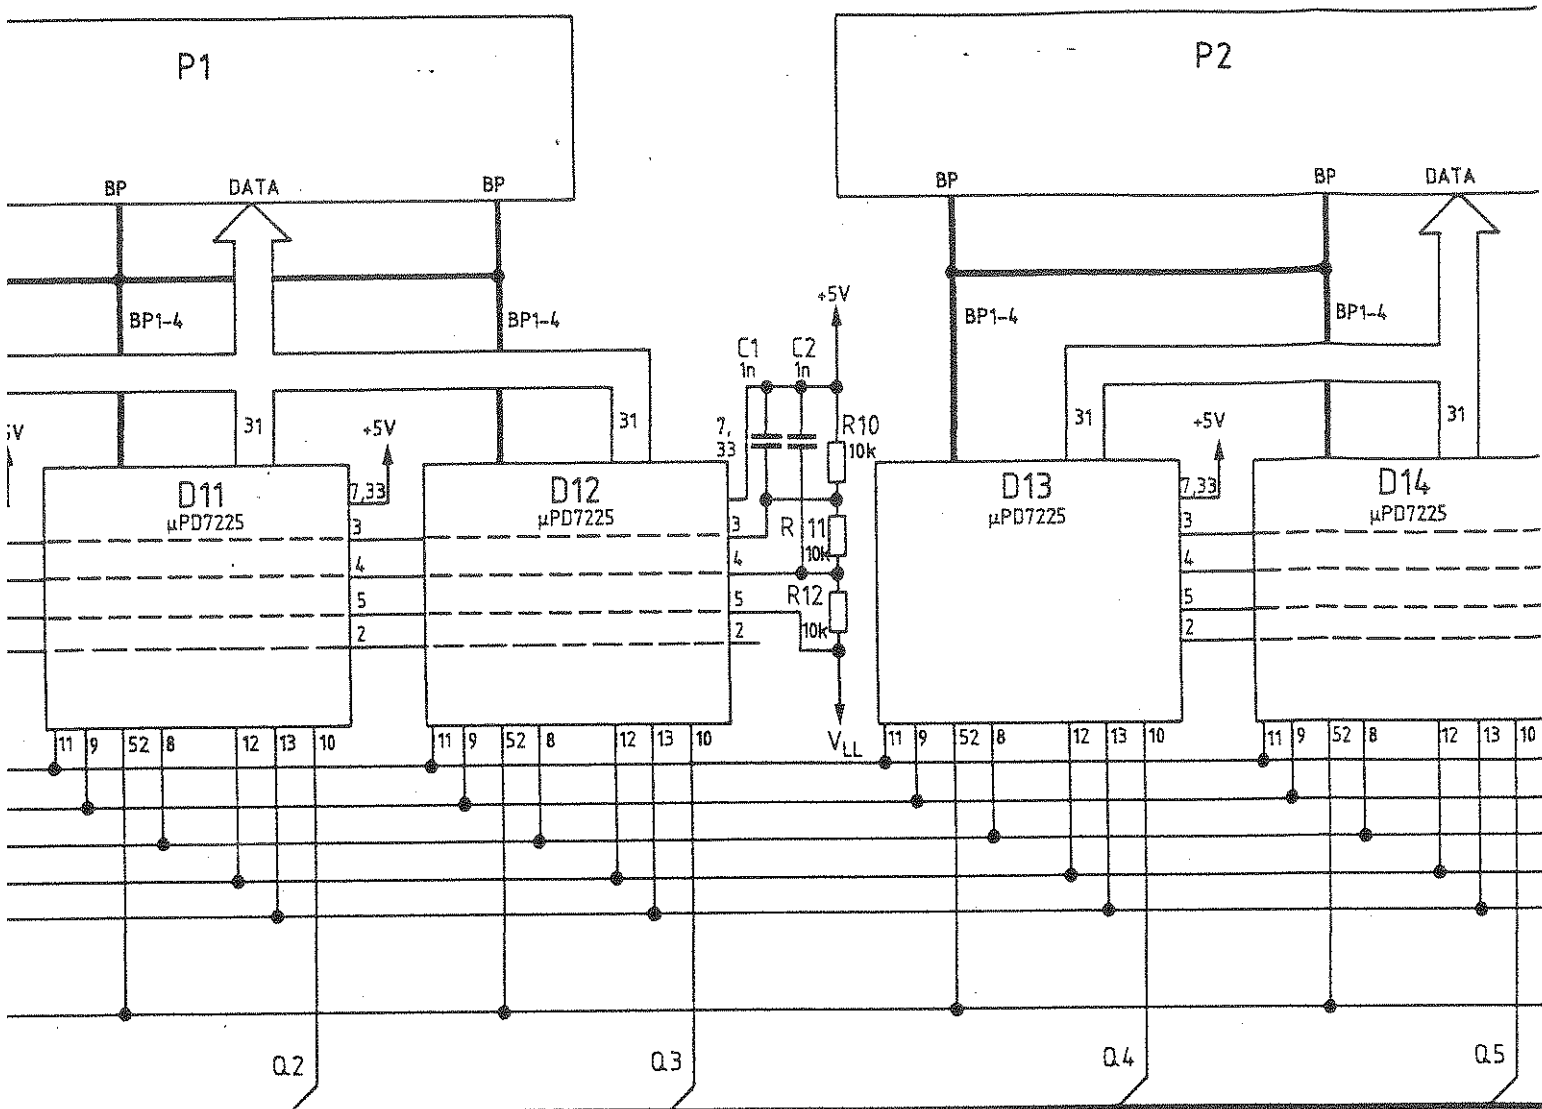 P1
P2
BP DATA BP
BP BP DATA
BP1-4 BP1-4
+5V
BP1-4 BP1-4
C1 C2
1n 1n
31 31
31 31
5V +5V
7,
33
R10
10k
+5V
D11
µPD7225
7,33
3
4
5
2
D12
µPD7225
3
4
5
2
R 11
10k
R12
10k
VLL
D13
µPD7225
7,33
3
4
5
2
D14
µPD7225
11 9 52 8 12 13 10
11 9 52 8 12 13 10
11 9 52 8 12 13 10
11 9 52 8 12 13 10
Q2 Q3 Q4 Q5